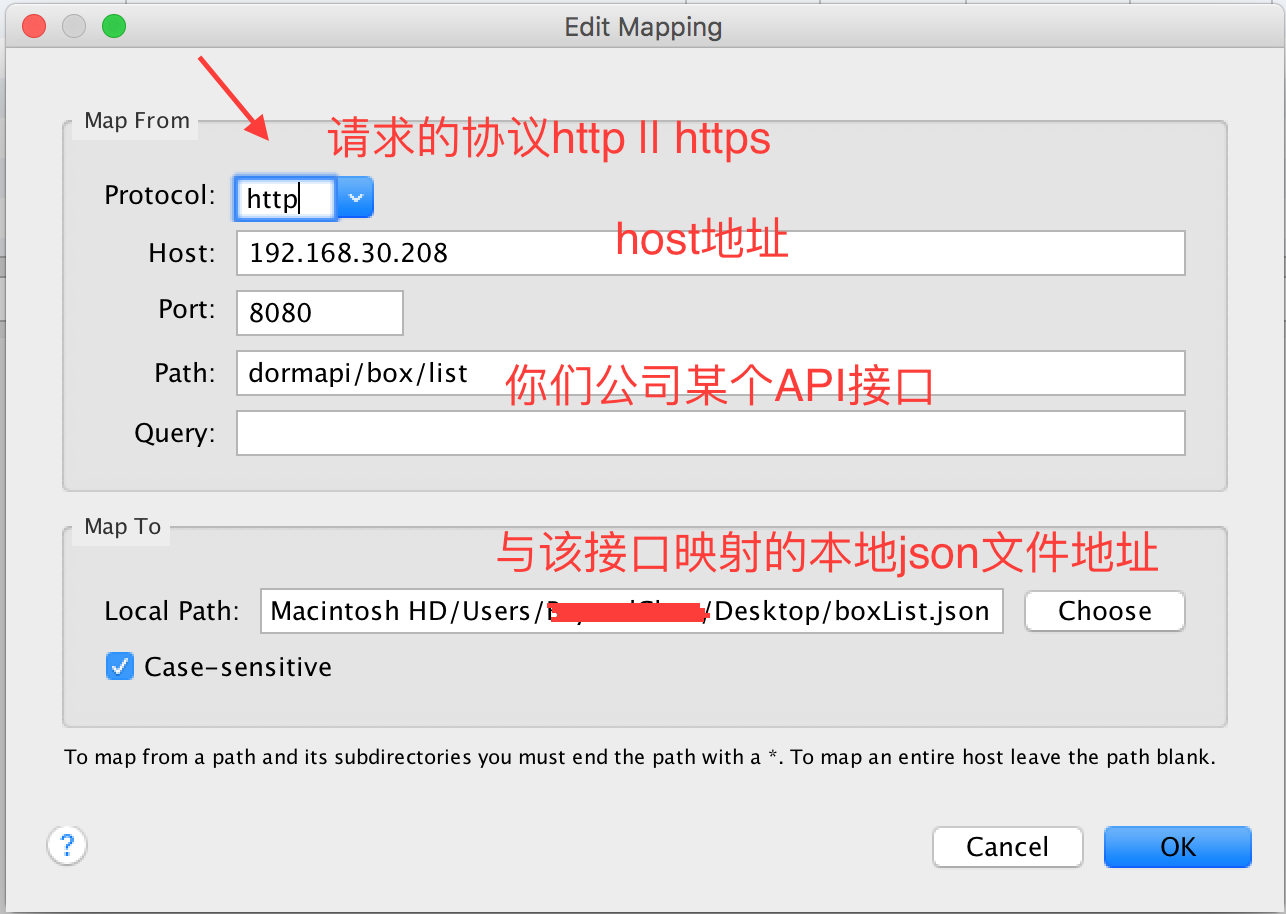 Edit Mapping
Map From
请求的协议http ll https
Protocol: http
host地址
Host: 192.168.30.208
Port: 8080
Path: dormapi/box/list
你们公司某个API接口
Query:
Map To
与该接口映射的本地json文件地址
Local Path: Macintosh HD/Users/ /Desktop/boxList.json Choose
Case-sensitive
To map from a path and its subdirectories you must end the path with a *. To map an entire host leave the path blank.
? Cancel OK